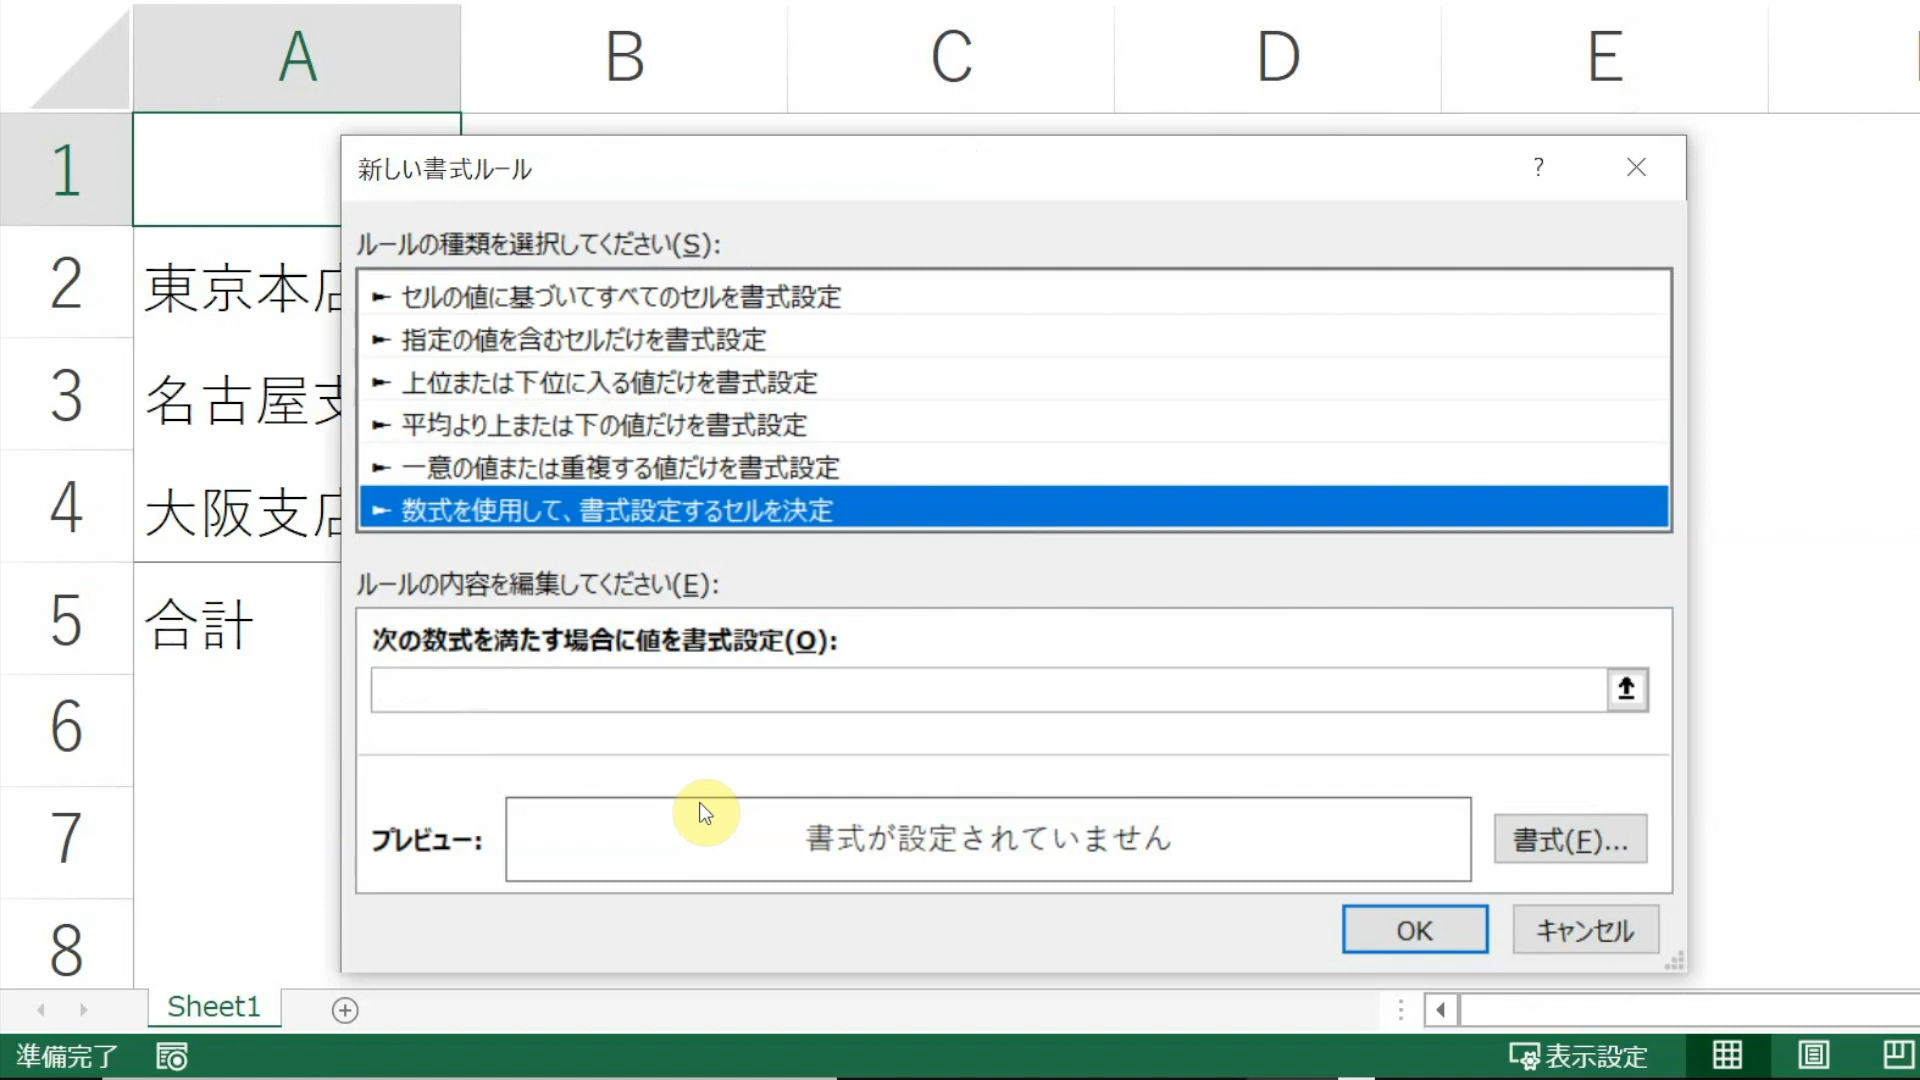 A B C D E
1
新しい書式ルール ?
ルールの種類を選択してください(S):
► セルの値に基づいてすべてのセルを書式設定
► 指定の値を含むセルだけを書式設定
► 上位または下位に入る値だけを書式設定
► 平均より上または下の値だけを書式設定
► 一意の値または重複する値だけを書式設定
► 数式を使用して、書式設定するセルを決定
2 東京本店
3 名古屋支
4 大阪支店
5 合計
6
7
8
ルールの内容を編集してください(E):
次の数式を満たす場合に値を書式設定(O):
プレビュー: 書式が設定されていません 書式(F)...
OK キャンセル
Sheet1
準備完了 表示設定